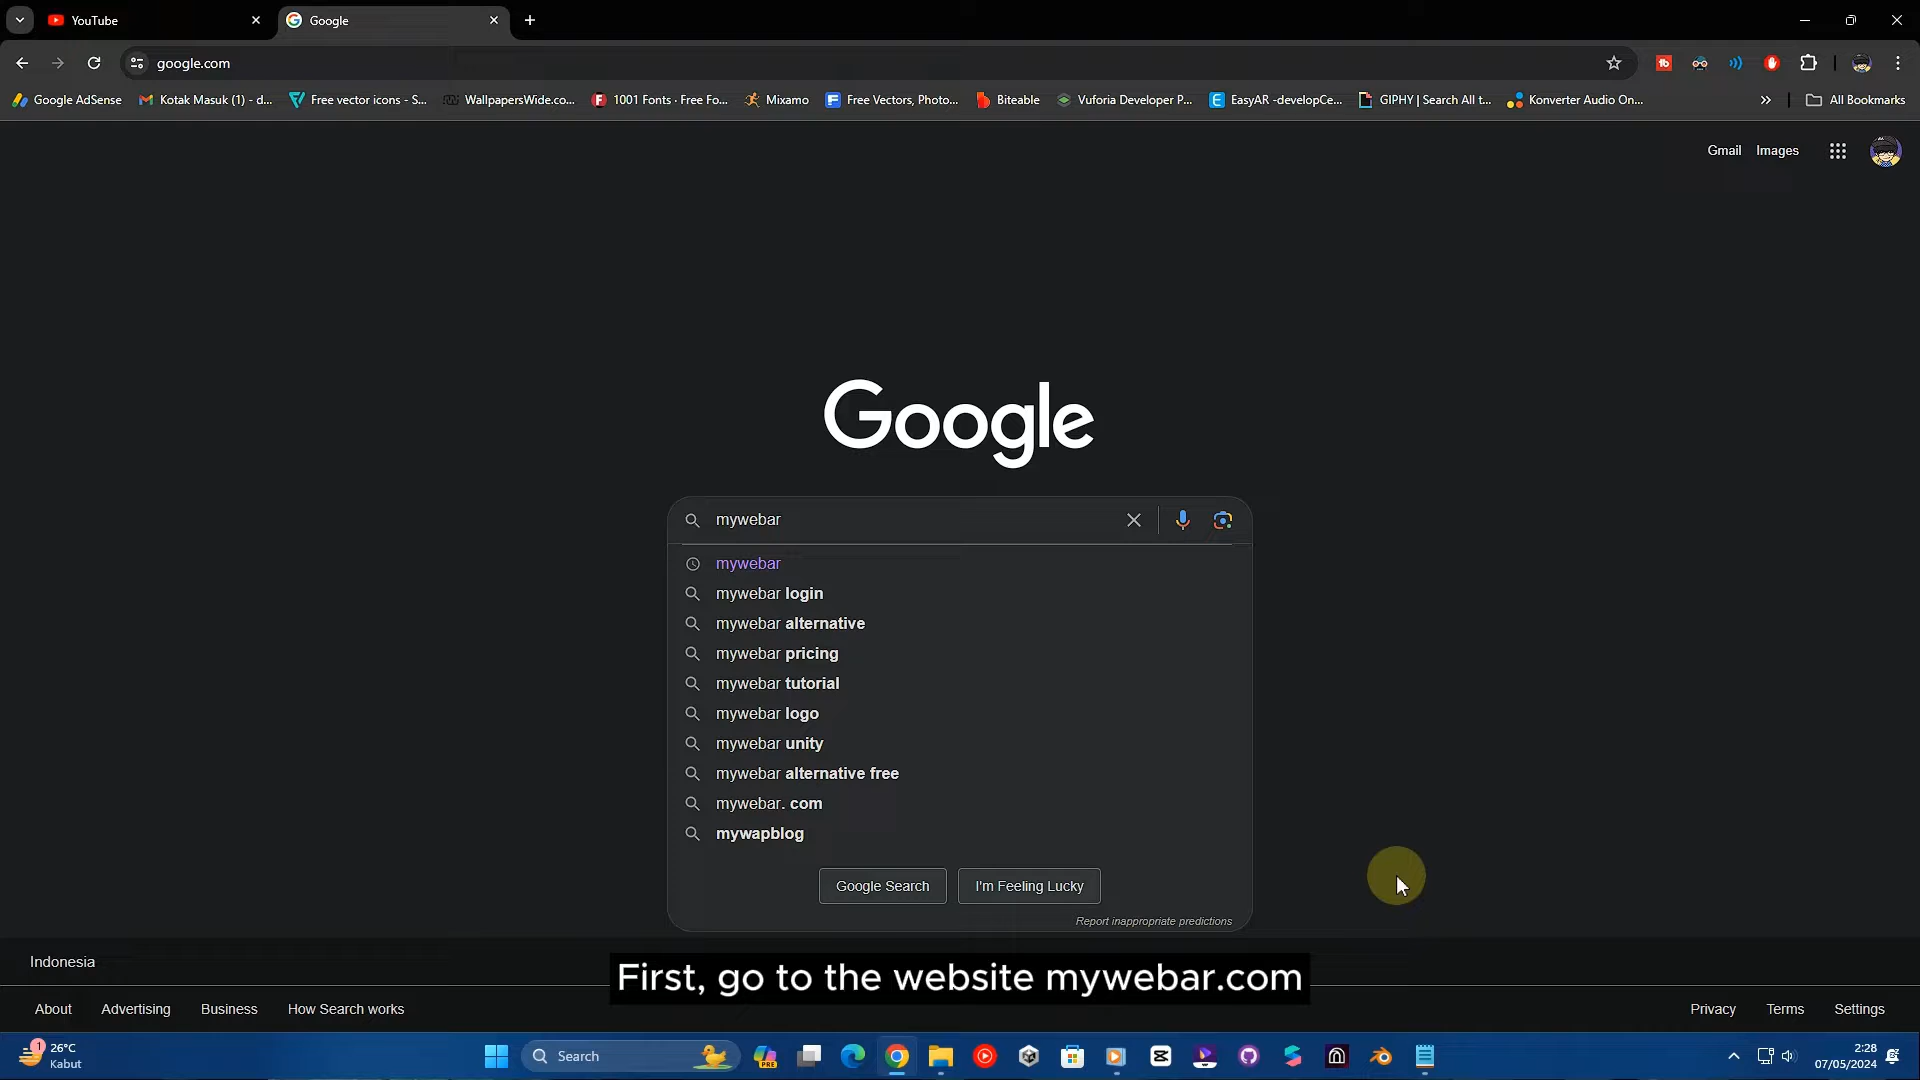 YouTube
Google
google.com
Google AdSense
Kotak Masuk (1) - d...
Free vector icons - S...
WallpapersWide.co...
1001 Fonts · Free Fo...
Mixamo
Free Vectors, Photo...
Biteable
Vuforia Developer P...
EasyAR -developCe...
GIPHY | Search All t...
Konverter Audio On...
All Bookmarks
Gmail Images
Google
mywebar
mywebar
mywebar login
mywebar alternative
mywebar pricing
mywebar tutorial
mywebar logo
mywebar unity
mywebar alternative free
mywebar. com
mywapblog
Google Search
I'm Feeling Lucky
Report inappropriate predictions
Indonesia
First, go to the website mywebar.com
About Advertising Business How Search works
Privacy Terms Settings
1
26°C
Kabut
Search
PRE
2:28
07/05/2024